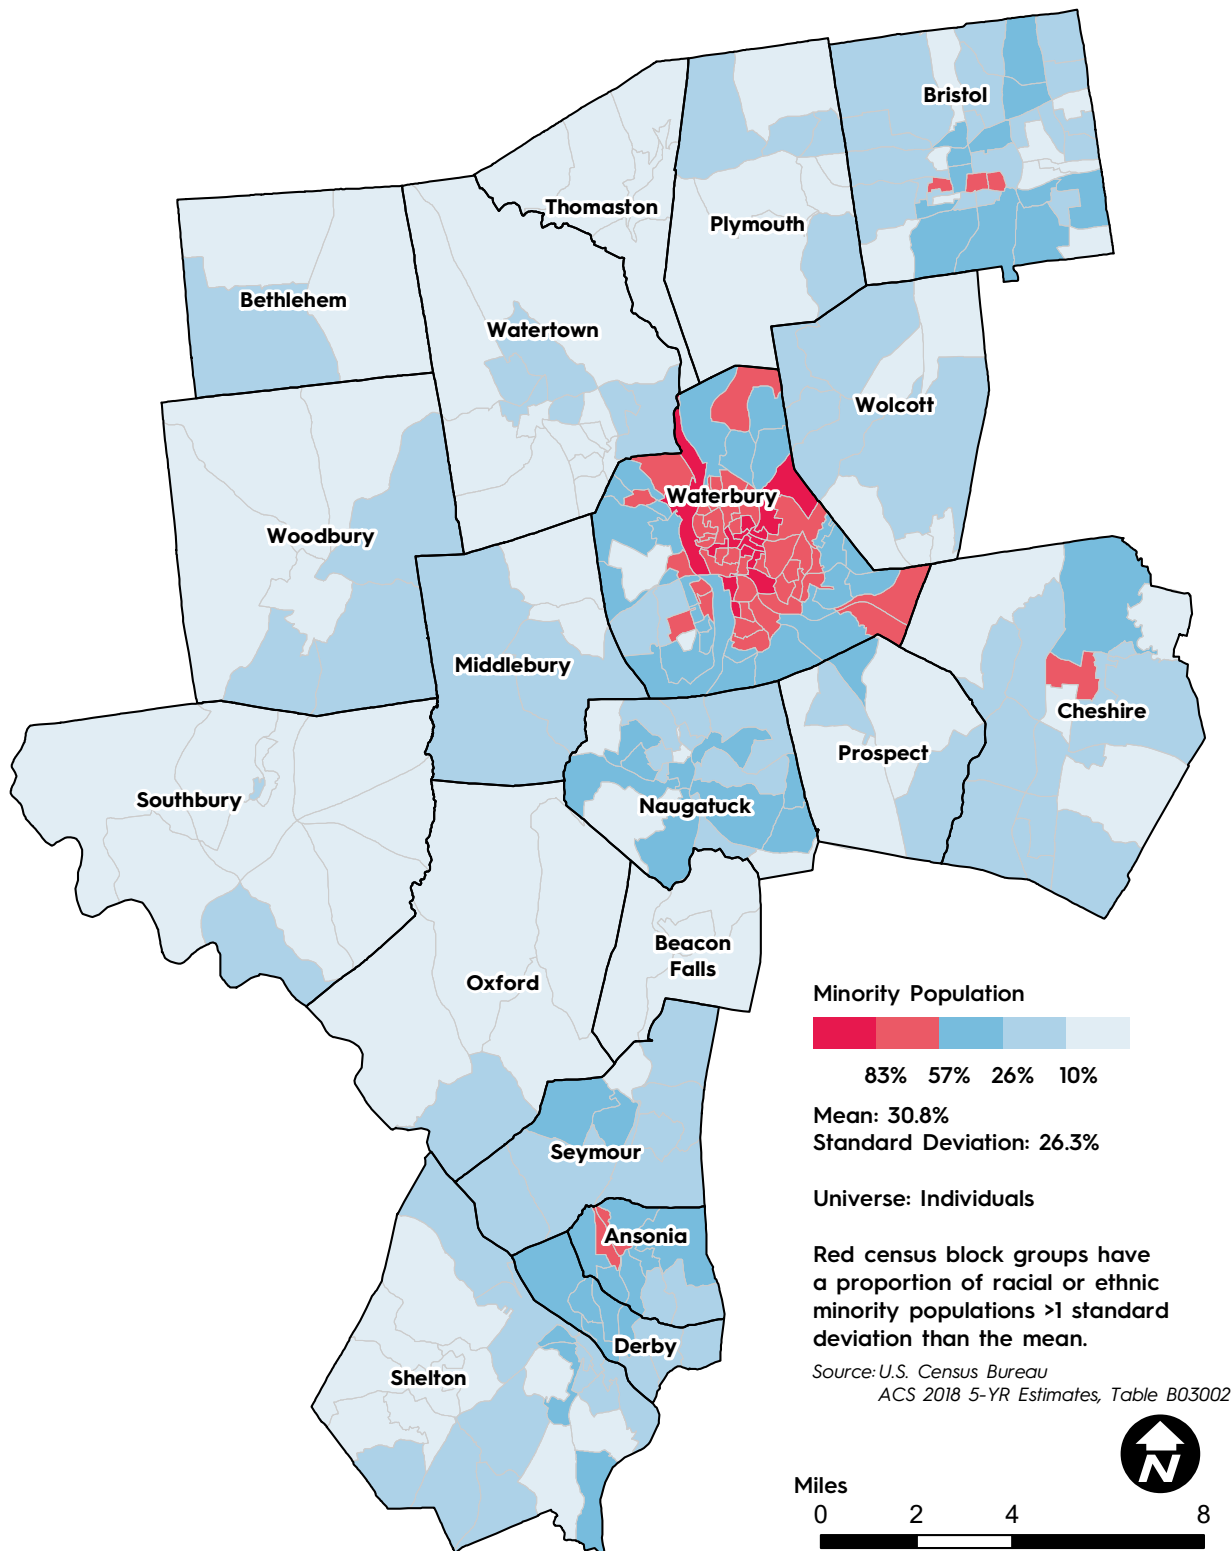 Bristol
Thomaston
Plymouth
Bethlehem
Watertown
Wolcott
Waterbury
Woodbury
Middlebury
Cheshire
Prospect
Southbury
Naugatuck
Beacon
Falls
Oxford
Minority Population
83% 57% 26% 10%
Mean: 30.8%
Standard Deviation: 26.3%
Seymour
Universe: Individuals
Ansonia
Red census block groups have
a proportion of racial or ethnic
minority populations >1 standard
deviation than the mean.
Derby
Shelton
Source: U.S. Census Bureau
ACS 2018 5-YR Estimates, Table B03002
N
Miles
0 2 4 8